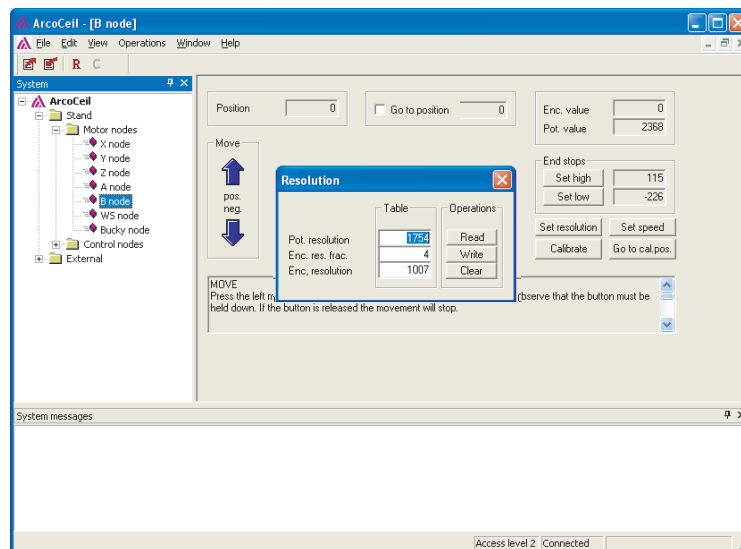 ArcoCeil - [B node]
File Edit View Operations Window Help
R C
System
ArcoCeil
Stand
Motor nodes
X node
Y node
Z node
A node
B node
WS node
Bucky node
Control nodes
External
Position 0
Go to position 0
Enc. value 0
Pot. value 2368
Move
pos.
neg.
End stops
Set high 115
Set low -226
Set resolution Set speed
Calibrate Go to cal.pos.
Resolution
Table Operations
Pot. resolution 1754 Read
Enc. res. frac. 4 Write
Enc, resolution 1007 Clear
MOVE
Press the left bserve that the button must be
held down. If the button is released the movement will stop.
System messages
Access level 2 Connected